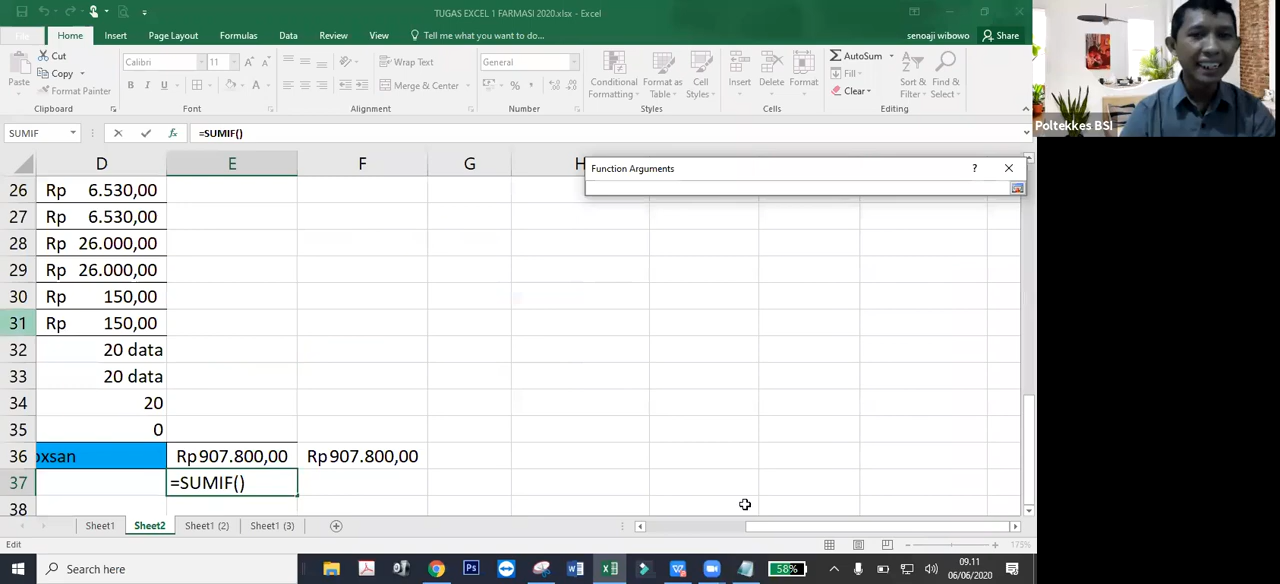 TUGAS EXCEL 1 FARMASI 2020.xlsx - Excel
File Home Insert Page Layout Formulas Data Review View Tell me what you want to do... senoaji wibowo Share
Paste
Cut
Copy
Format Painter
Calibri 11
B I U
Wrap Text
Merge & Center
General
Conditional Formatting
Format as Table
Cell Styles
Insert Delete Format
AutoSum
Fill
Clear
Sort & Filter
Find & Select
Clipboard Font Alignment Number Styles Cells Editing
Poltekkes BSI
SUMIF fx =SUMIF()
D E F G H
Function Arguments ?
26 Rp 6.530,00
27 Rp 6.530,00
28 Rp 26.000,00
29 Rp 26.000,00
30 Rp 150,00
31 Rp 150,00
32 20 data
33 20 data
34 20
35 0
36 oxsan Rp907.800,00 Rp907.800,00
37 =SUMIF()
38
Sheet1 Sheet2 Sheet1 (2) Sheet1 (3)
Edit 175%
Search here 58% 09.11
06/06/2020